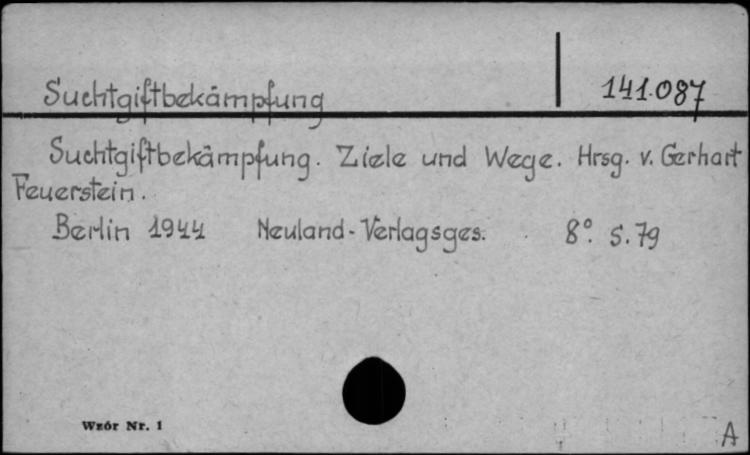 Suchtgiftbekämpfung 141.087
Suchtgiftbekämpfung. Ziele und Wege. Hrsg. v. Gerhart
Feuerstein.
Berlin 1944 Neuland-Verlagsges. 8° S. 79
Wzór Nr. 1
A